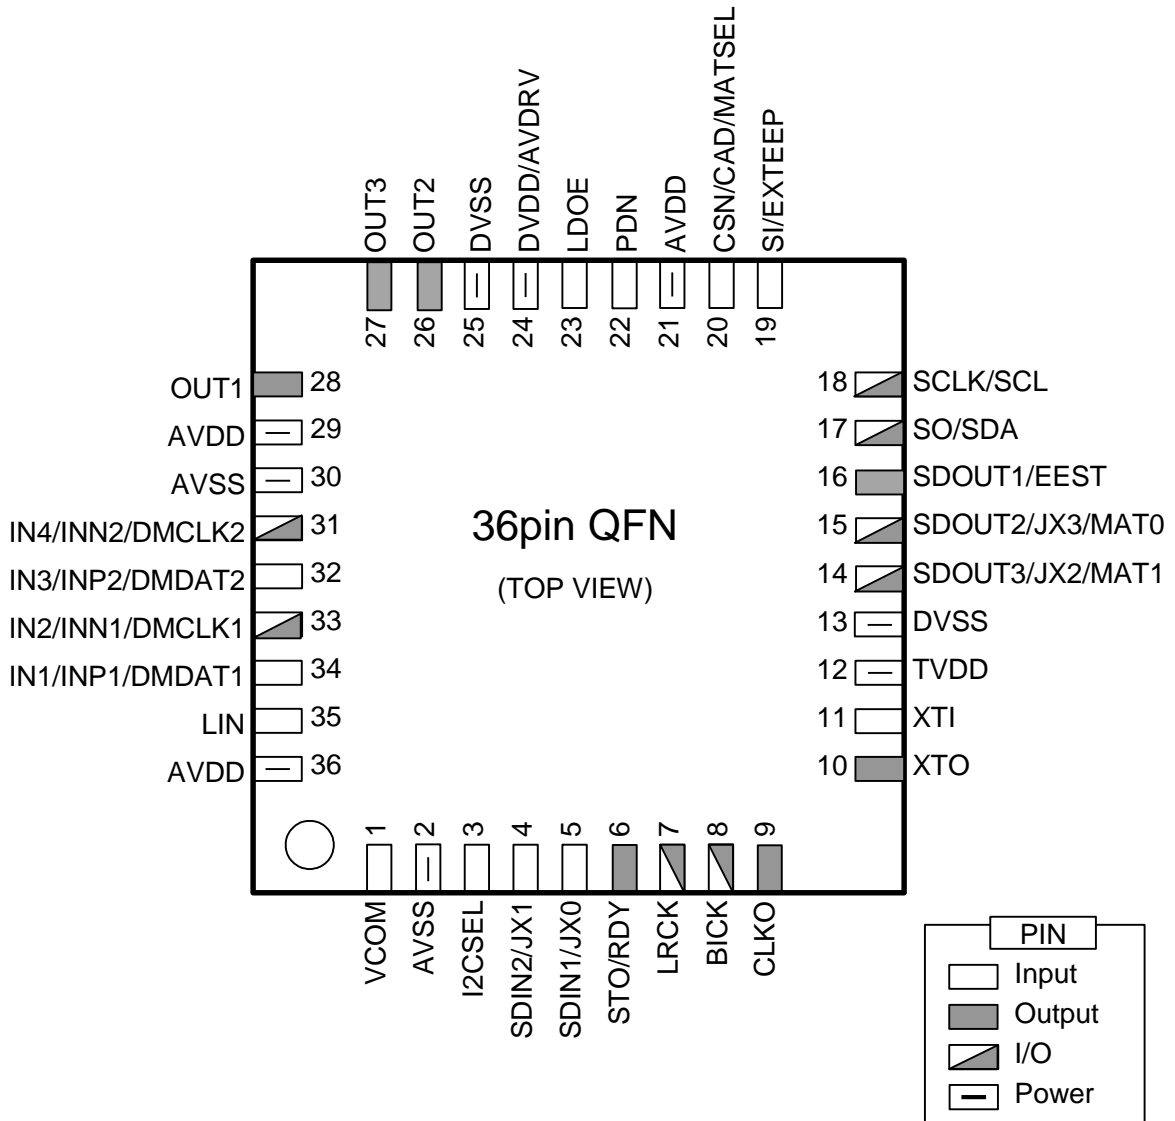 OUT3
OUT2
DVSS
DVDD/AVDRV
LDOE
PDN
AVDD
CSN/CAD/MATSEL
SI/EXTEEP
27
26
25
24
23
22
21
20
19
OUT1 28
AVDD 29
AVSS 30
IN4/INN2/DMCLK2 31
IN3/INP2/DMDAT2 32
IN2/INN1/DMCLK1 33
IN1/INP1/DMDAT1 34
LIN 35
AVDD 36
36pin QFN
(TOP VIEW)
18 SCLK/SCL
17 SO/SDA
16 SDOUT1/EEST
15 SDOUT2/JX3/MAT0
14 SDOUT3/JX2/MAT1
13 DVSS
12 TVDD
11 XTI
10 XTO
1
2
3
4
5
6
7
8
9
VCOM
AVSS
I2CSEL
SDIN2/JX1
SDIN1/JX0
STO/RDY
LRCK
BICK
CLKO
PIN
Input
Output
I/O
Power